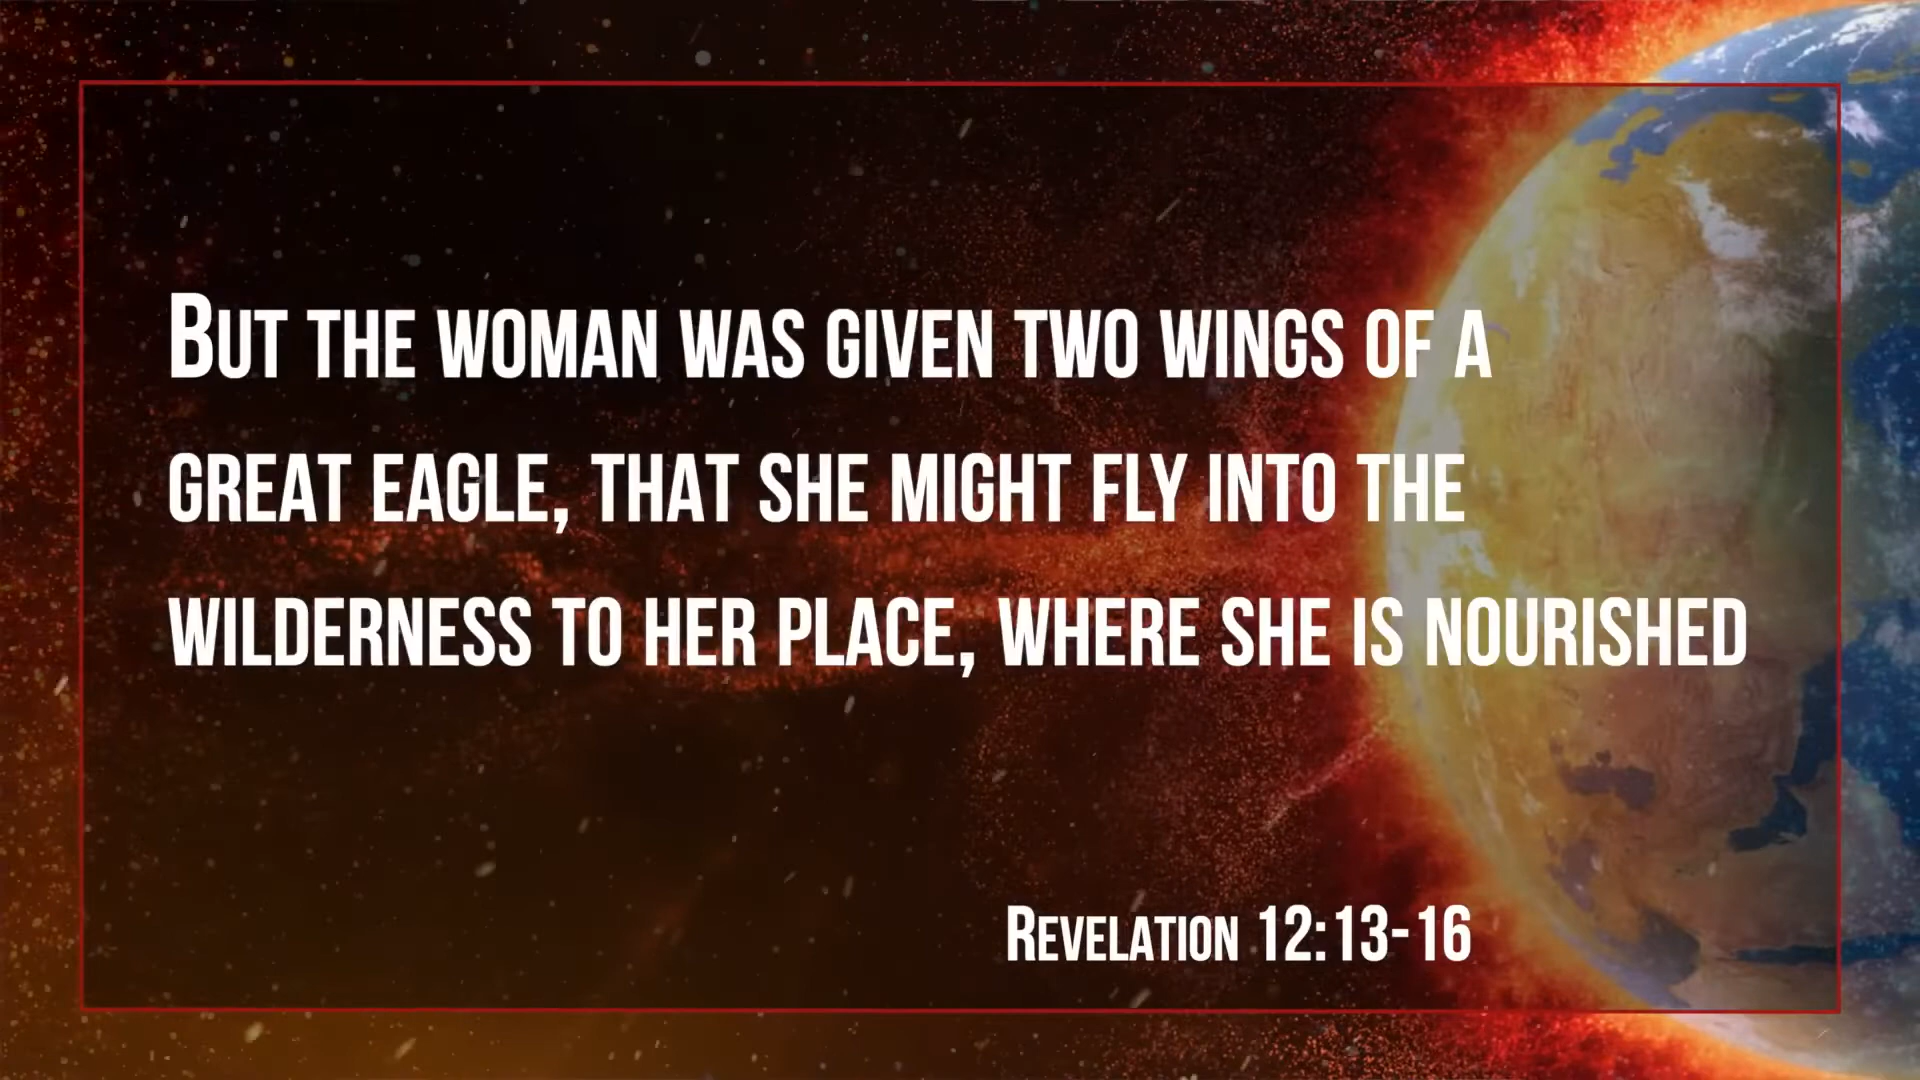 But the woman was given two wings of a
great eagle, that she might fly into the
wilderness to her place, where she is nourished
Revelation 12:13-16